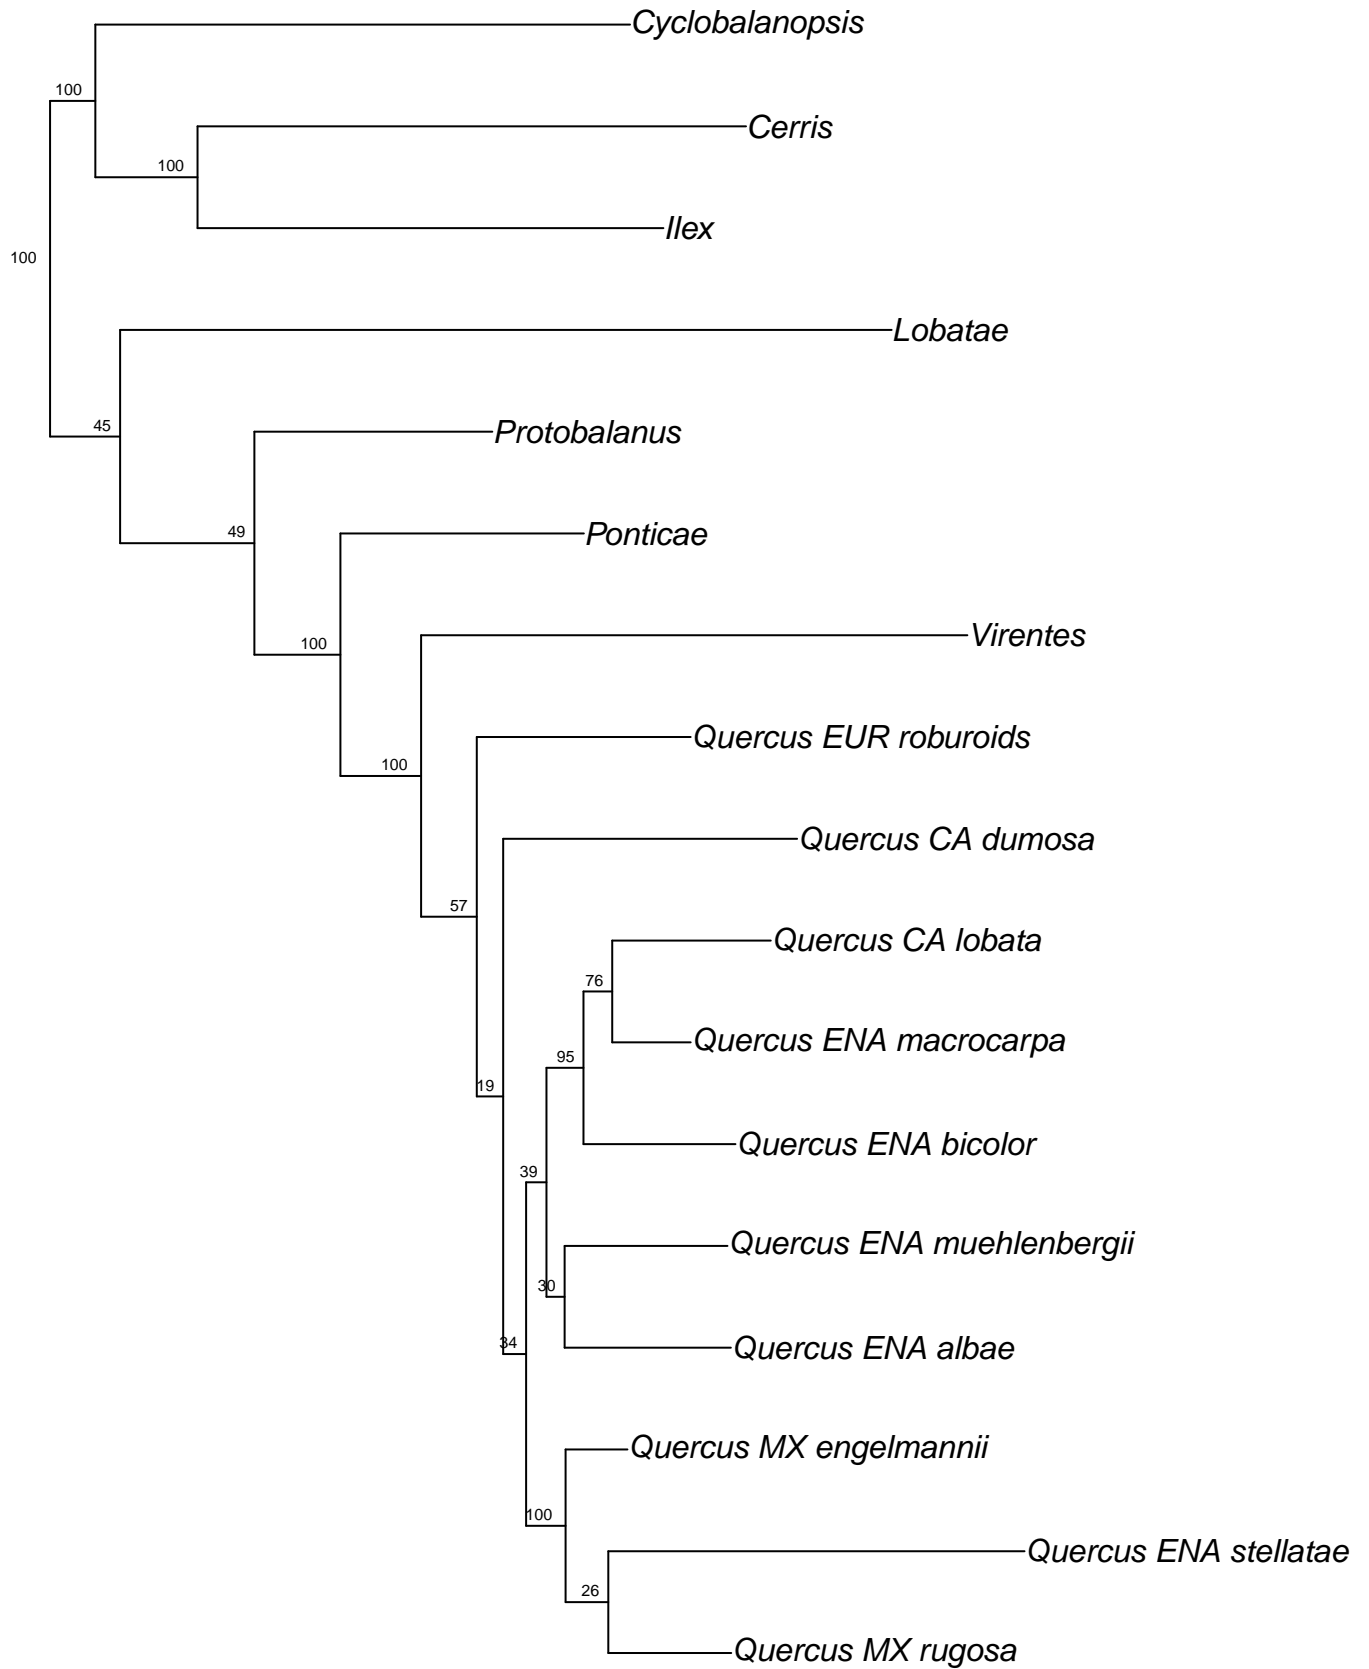 Cyclobalanopsis
100
Cerris
100
Ilex
100
Lobatae
45
Protobalanus
49
Ponticae
100
Virentes
100
Quercus EUR roburoids
Quercus CA dumosa
57
Quercus CA lobata
76
Quercus ENA macrocarpa
95
19
Quercus ENA bicolor
39
Quercus ENA muehlenbergii
30
34
Quercus ENA albae
Quercus MX engelmannii
100
Quercus ENA stellatae
26
Quercus MX rugosa